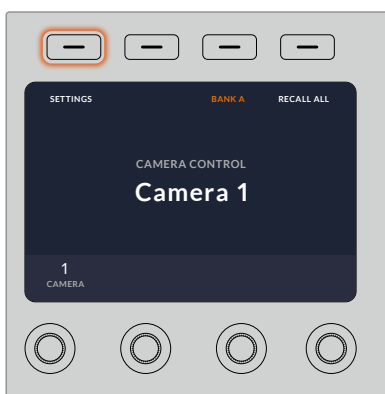 SETTINGS BANK A RECALL ALL
CAMERA CONTROL
Camera 1
1
CAMERA